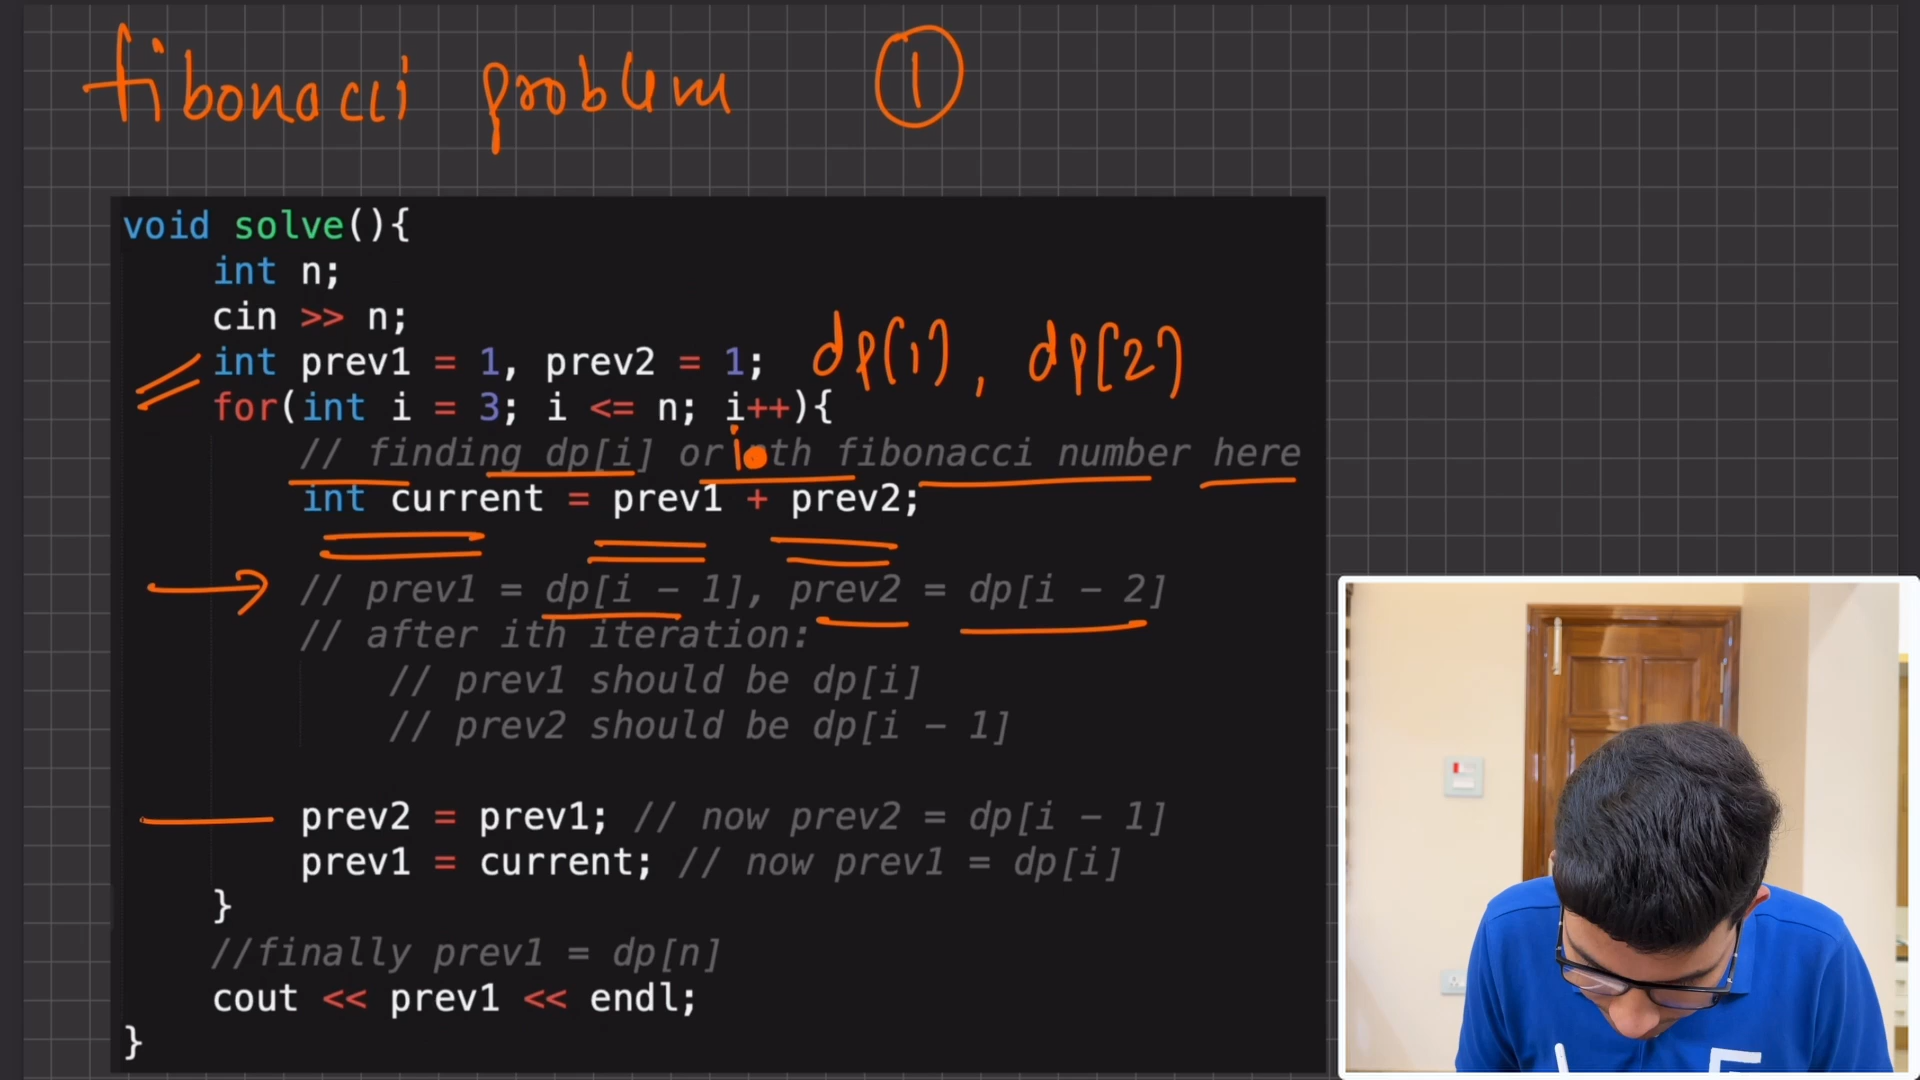 fibonacci problem 1
void solve(){
int n;
cin >> n;
int prev1 = 1, prev2 = 1; dp[1], dp[2]
for(int i = 3; i <= n; i++){
// finding dp[i] or ith fibonacci number here
int current = prev1 + prev2;
// prev1 = dp[i - 1], prev2 = dp[i - 2]
// after ith iteration:
// prev1 should be dp[i]
// prev2 should be dp[i - 1]
prev2 = prev1; // now prev2 = dp[i - 1]
prev1 = current; // now prev1 = dp[i]
}
//finally prev1 = dp[n]
cout << prev1 << endl;
}